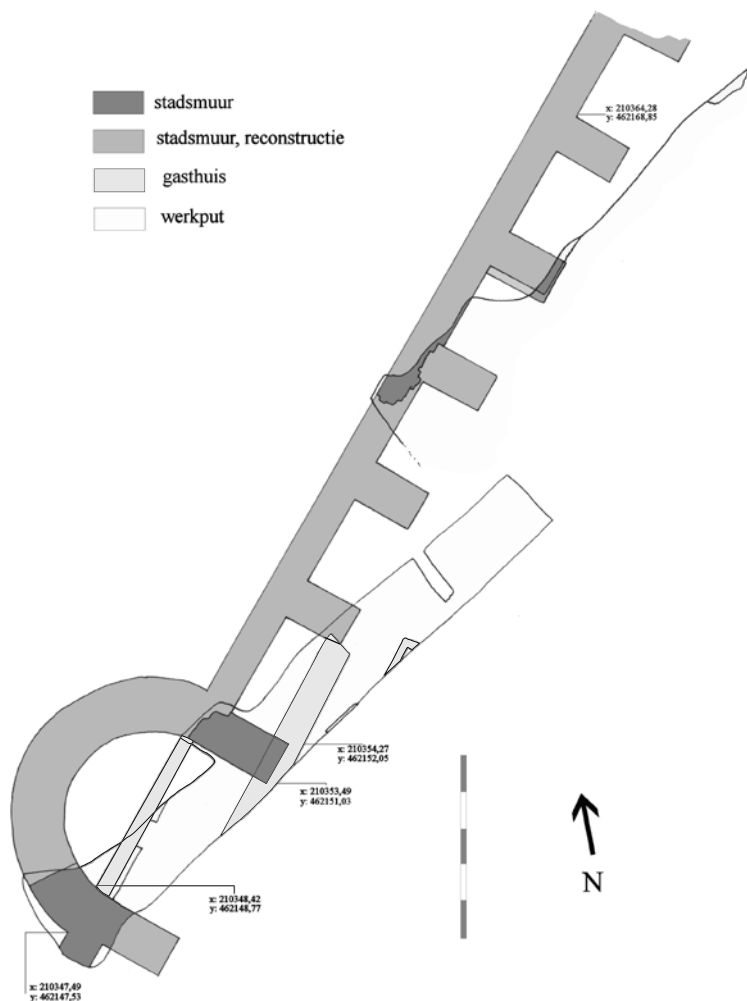 stadsmuur
stadsmuur, reconstructie
gasthuis
werkput
x: 210364,28
y: 462168,85
x: 210354,27
y: 462152,05
x: 210353,49
y: 462151,03
x: 210348,42
y: 462148,77
x: 210347,49
y: 462147,53
N